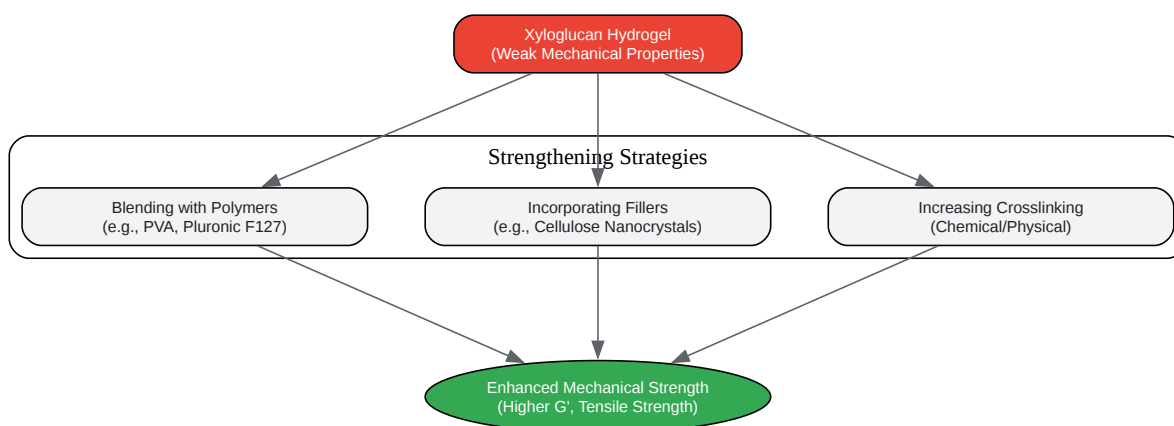 Xyloglucan Hydrogel
(Weak Mechanical Properties)
Strengthening Strategies
Blending with Polymers
(e.g., PVA, Pluronic F127)
Incorporating Fillers
(e.g., Cellulose Nanocrystals)
Increasing Crosslinking
(Chemical/Physical)
Enhanced Mechanical Strength
(Higher G', Tensile Strength)